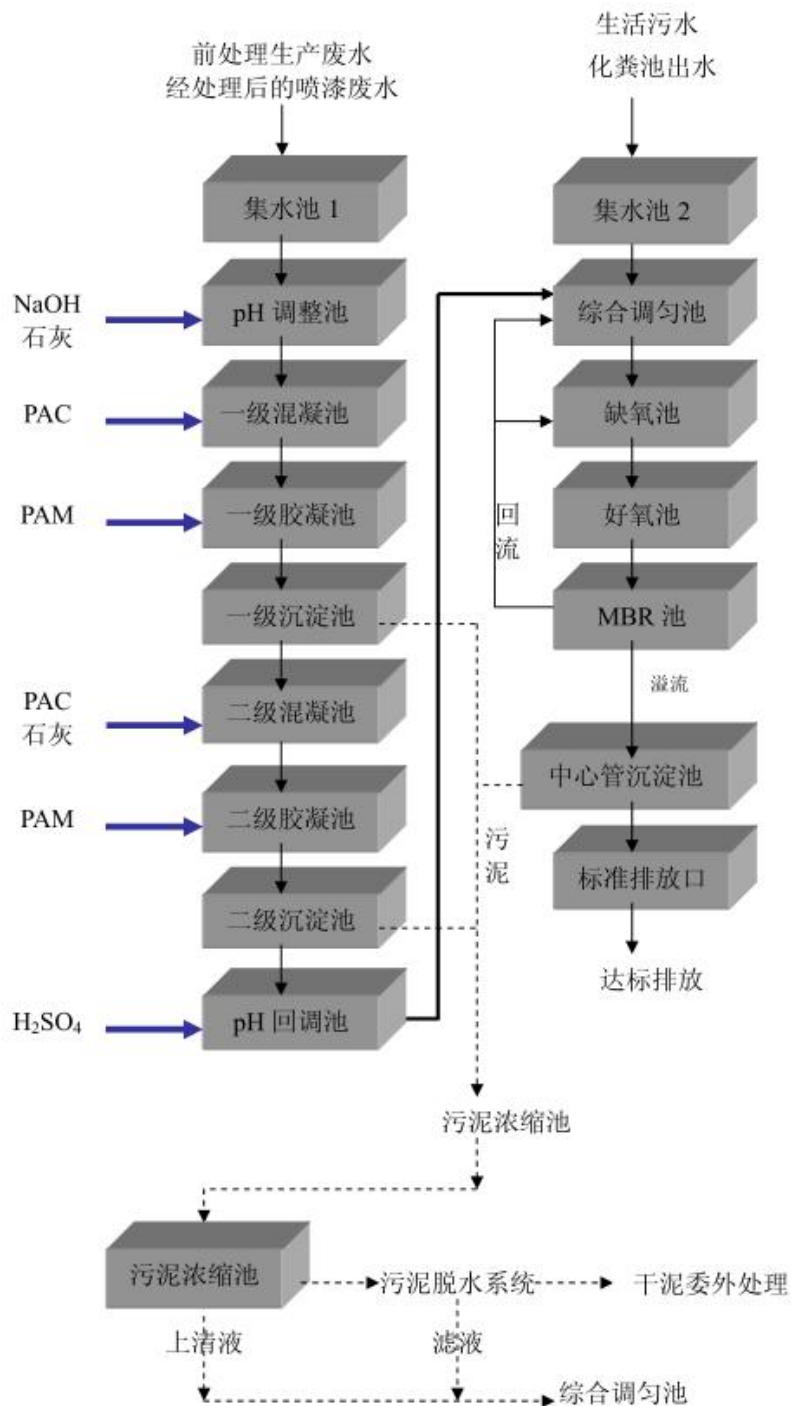 前处理生产废水
经处理后的喷漆废水
集水池 1
NaOH
石灰
pH 调整池
PAC
一级混凝池
PAM
一级胶凝池
一级沉淀池
PAC
石灰
二级混凝池
PAM
二级胶凝池
二级沉淀池
H₂SO₄
pH 回调池
生活污水
化粪池出水
集水池 2
综合调匀池
缺氧池
好氧池
回
流
MBR 池
溢流
中心管沉淀池
污
泥
标准排放口
达标排放
污泥浓缩池
污泥浓缩池
污泥脱水系统
干泥委外处理
上清液
滤液
综合调匀池